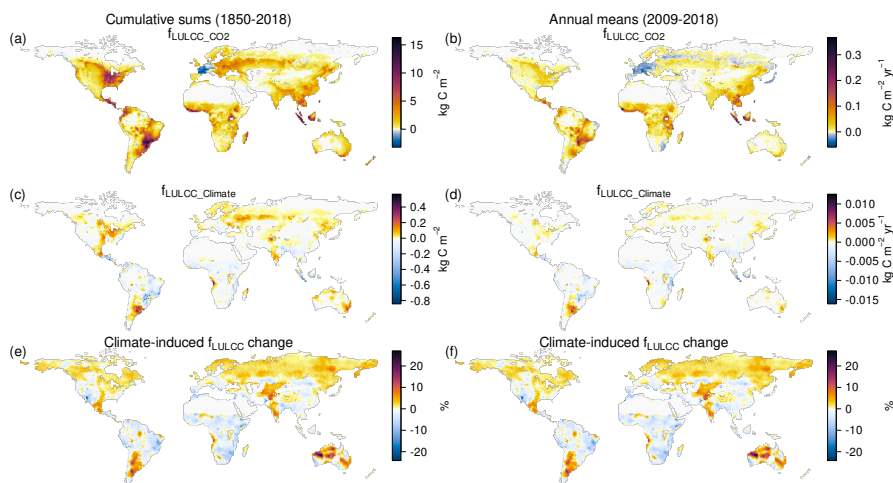 Cumulative sums (1850-2018)
Annual means (2009-2018)
(a)
fLULCC_CO2
15
10
5
0
kg C m⁻²
(b)
fLULCC_CO2
0.3
0.2
0.1
0.0
kg C m⁻² yr⁻¹
(c)
fLULCC_Climate
0.4
0.2
0.0
-0.2
-0.4
-0.6
-0.8
kg C m⁻²
(d)
fLULCC_Climate
0.010
0.005
0.000
-0.005
-0.010
-0.015
kg C m⁻² yr⁻¹
(e)
Climate-induced fLULCC change
20
10
0
-10
-20
%
(f)
Climate-induced fLULCC change
20
10
0
-10
-20
%